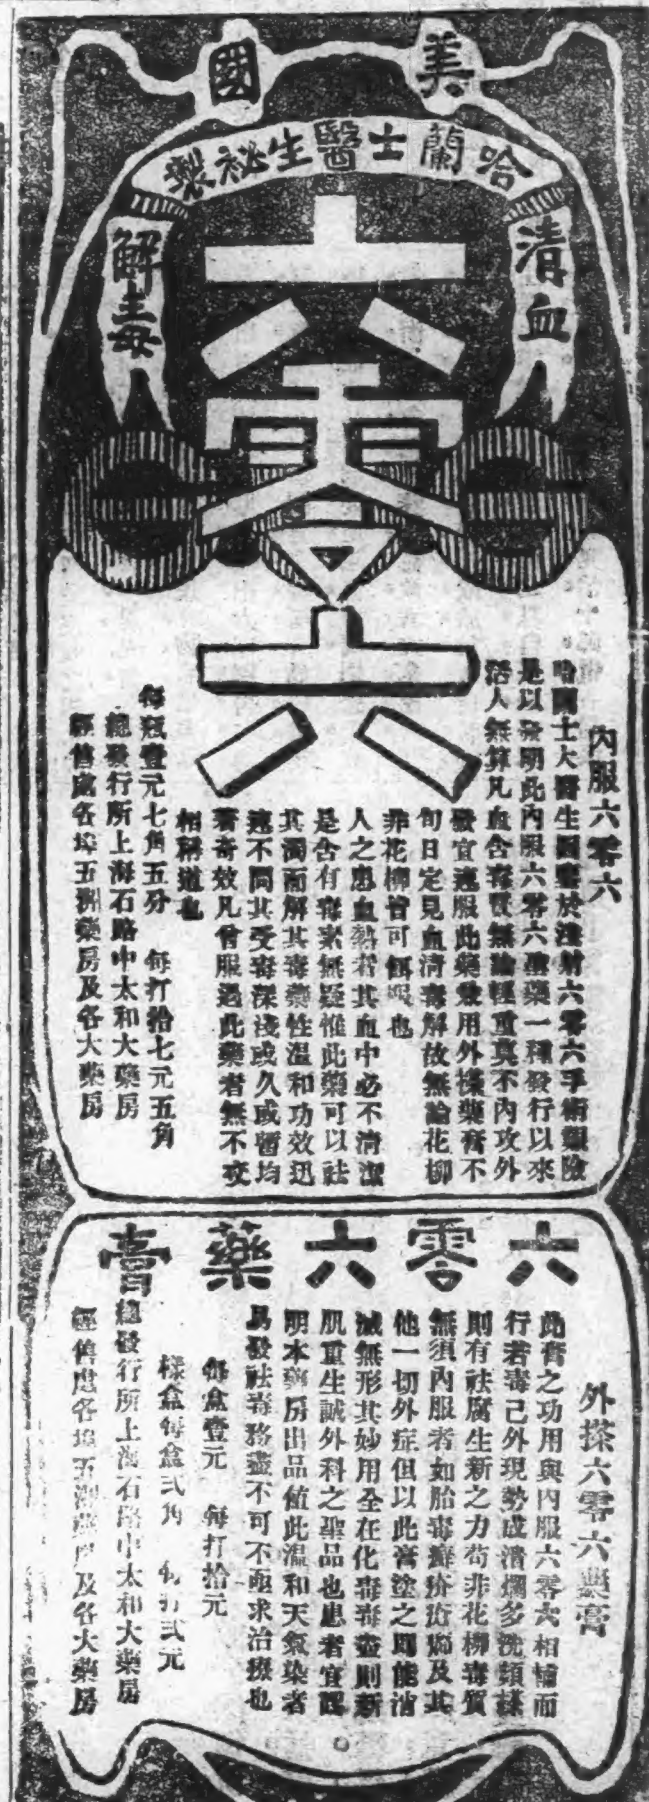 美國
哈蘭士醫生祕製
清血
解毒
六零六
內服六零六
哈蘭士大醫生因鑒於注射六零六手術頗險
是以發明此內服六零六聖藥一種發行以來
活人無算凡血含毒質無論輕重莫不內攻外
發宜速服此藥兼用外搽藥膏不
旬日定見血清毒解故無論花柳
非花柳皆可餌服也
人之患血熱者其血中必不清潔
是含有毒素無疑惟此藥可以祛
其濁而解其毒藥性溫和功效迅
速不問其受毒深淺或久或暫均
著奇效凡曾服過此藥者無不交
相稱道也
每瓶壹元七角五分 每打拾七元五角
總發行所上海石路中太和大藥房
經售處各埠五洲藥房及各大藥房
六零六藥膏
外搽六零六藥膏
此膏之功用與內服六零六相輔而
行若毒已外現勢成潰爛多洗頻搽
則有祛腐生新之力苟非花柳毒質
無須內服者如胎毒癬疥疔瘡及其
他一切外症但以此膏塗之即能消
滅無形其妙用全在化毒毒盡則新
肌重生誠外科之聖品也患者宜認
明本藥房出品值此溫和天氣染者
易發祛毒務盡不可不亟求治療也
每盒壹元 每打拾元
樣盒每盒弍角 每打弍元
總發行所上海石路中太和大藥房
經售處各埠五洲藥房及各大藥房